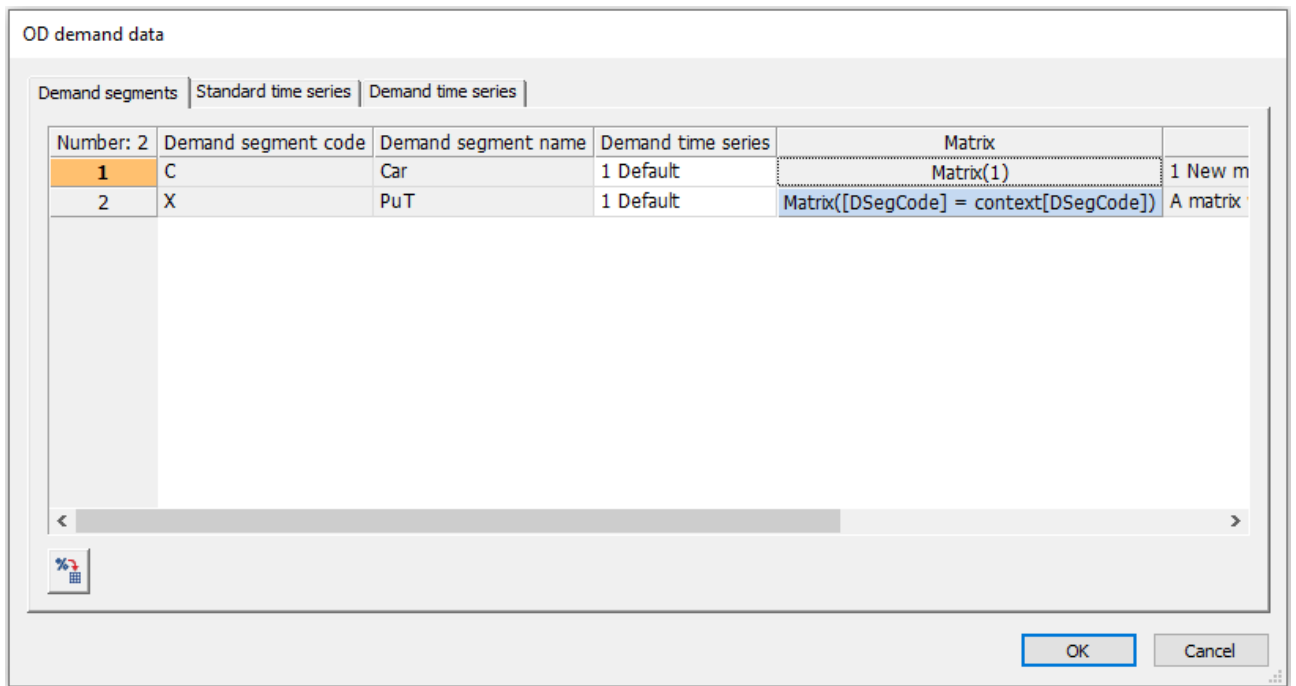 OD demand data
Demand segments Standard time series Demand time series
Number: 2 Demand segment code Demand segment name Demand time series Matrix
1 C Car 1 Default Matrix(1) 1 New m
2 X PuT 1 Default Matrix([DSegCode] = context[DSegCode]) A matrix
OK Cancel